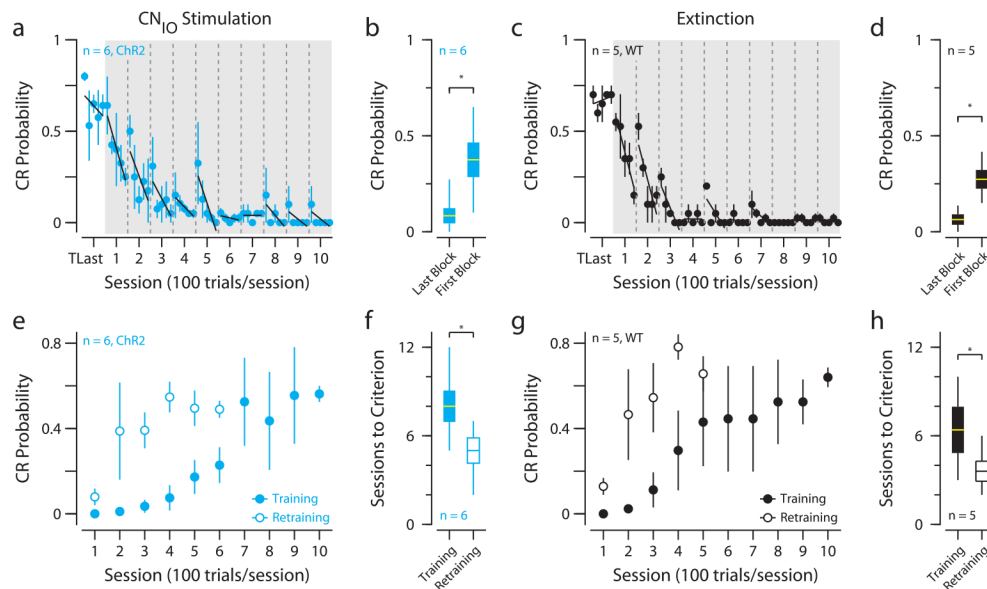 CN_IO Stimulation
Extinction
a
b
c
d
n = 6, ChR2
n = 6
n = 5, WT
n = 5
*
*
CR Probability
1
0.5
0
TLast 1 2 3 4 5 6 7 8 9 10
Session (100 trials/session)
CR Probability
1
0.5
0
Last Block
First Block
CR Probability
1
0.5
0
TLast 1 2 3 4 5 6 7 8 9 10
Session (100 trials/session)
CR Probability
1
0.5
0
Last Block
First Block
e
f
g
h
n = 6, ChR2
CR Probability
0.8
0.4
0
Training
Retraining
1 2 3 4 5 6 7 8 9 10
Session (100 trials/session)
*
Sessions to Criterion
12
6
0
n = 6
Training
Retraining
n = 5, WT
CR Probability
0.8
0.4
0
Training
Retraining
1 2 3 4 5 6 7 8 9 10
Session (100 trials/session)
*
Sessions to Criterion
12
6
0
n = 5
Training
Retraining